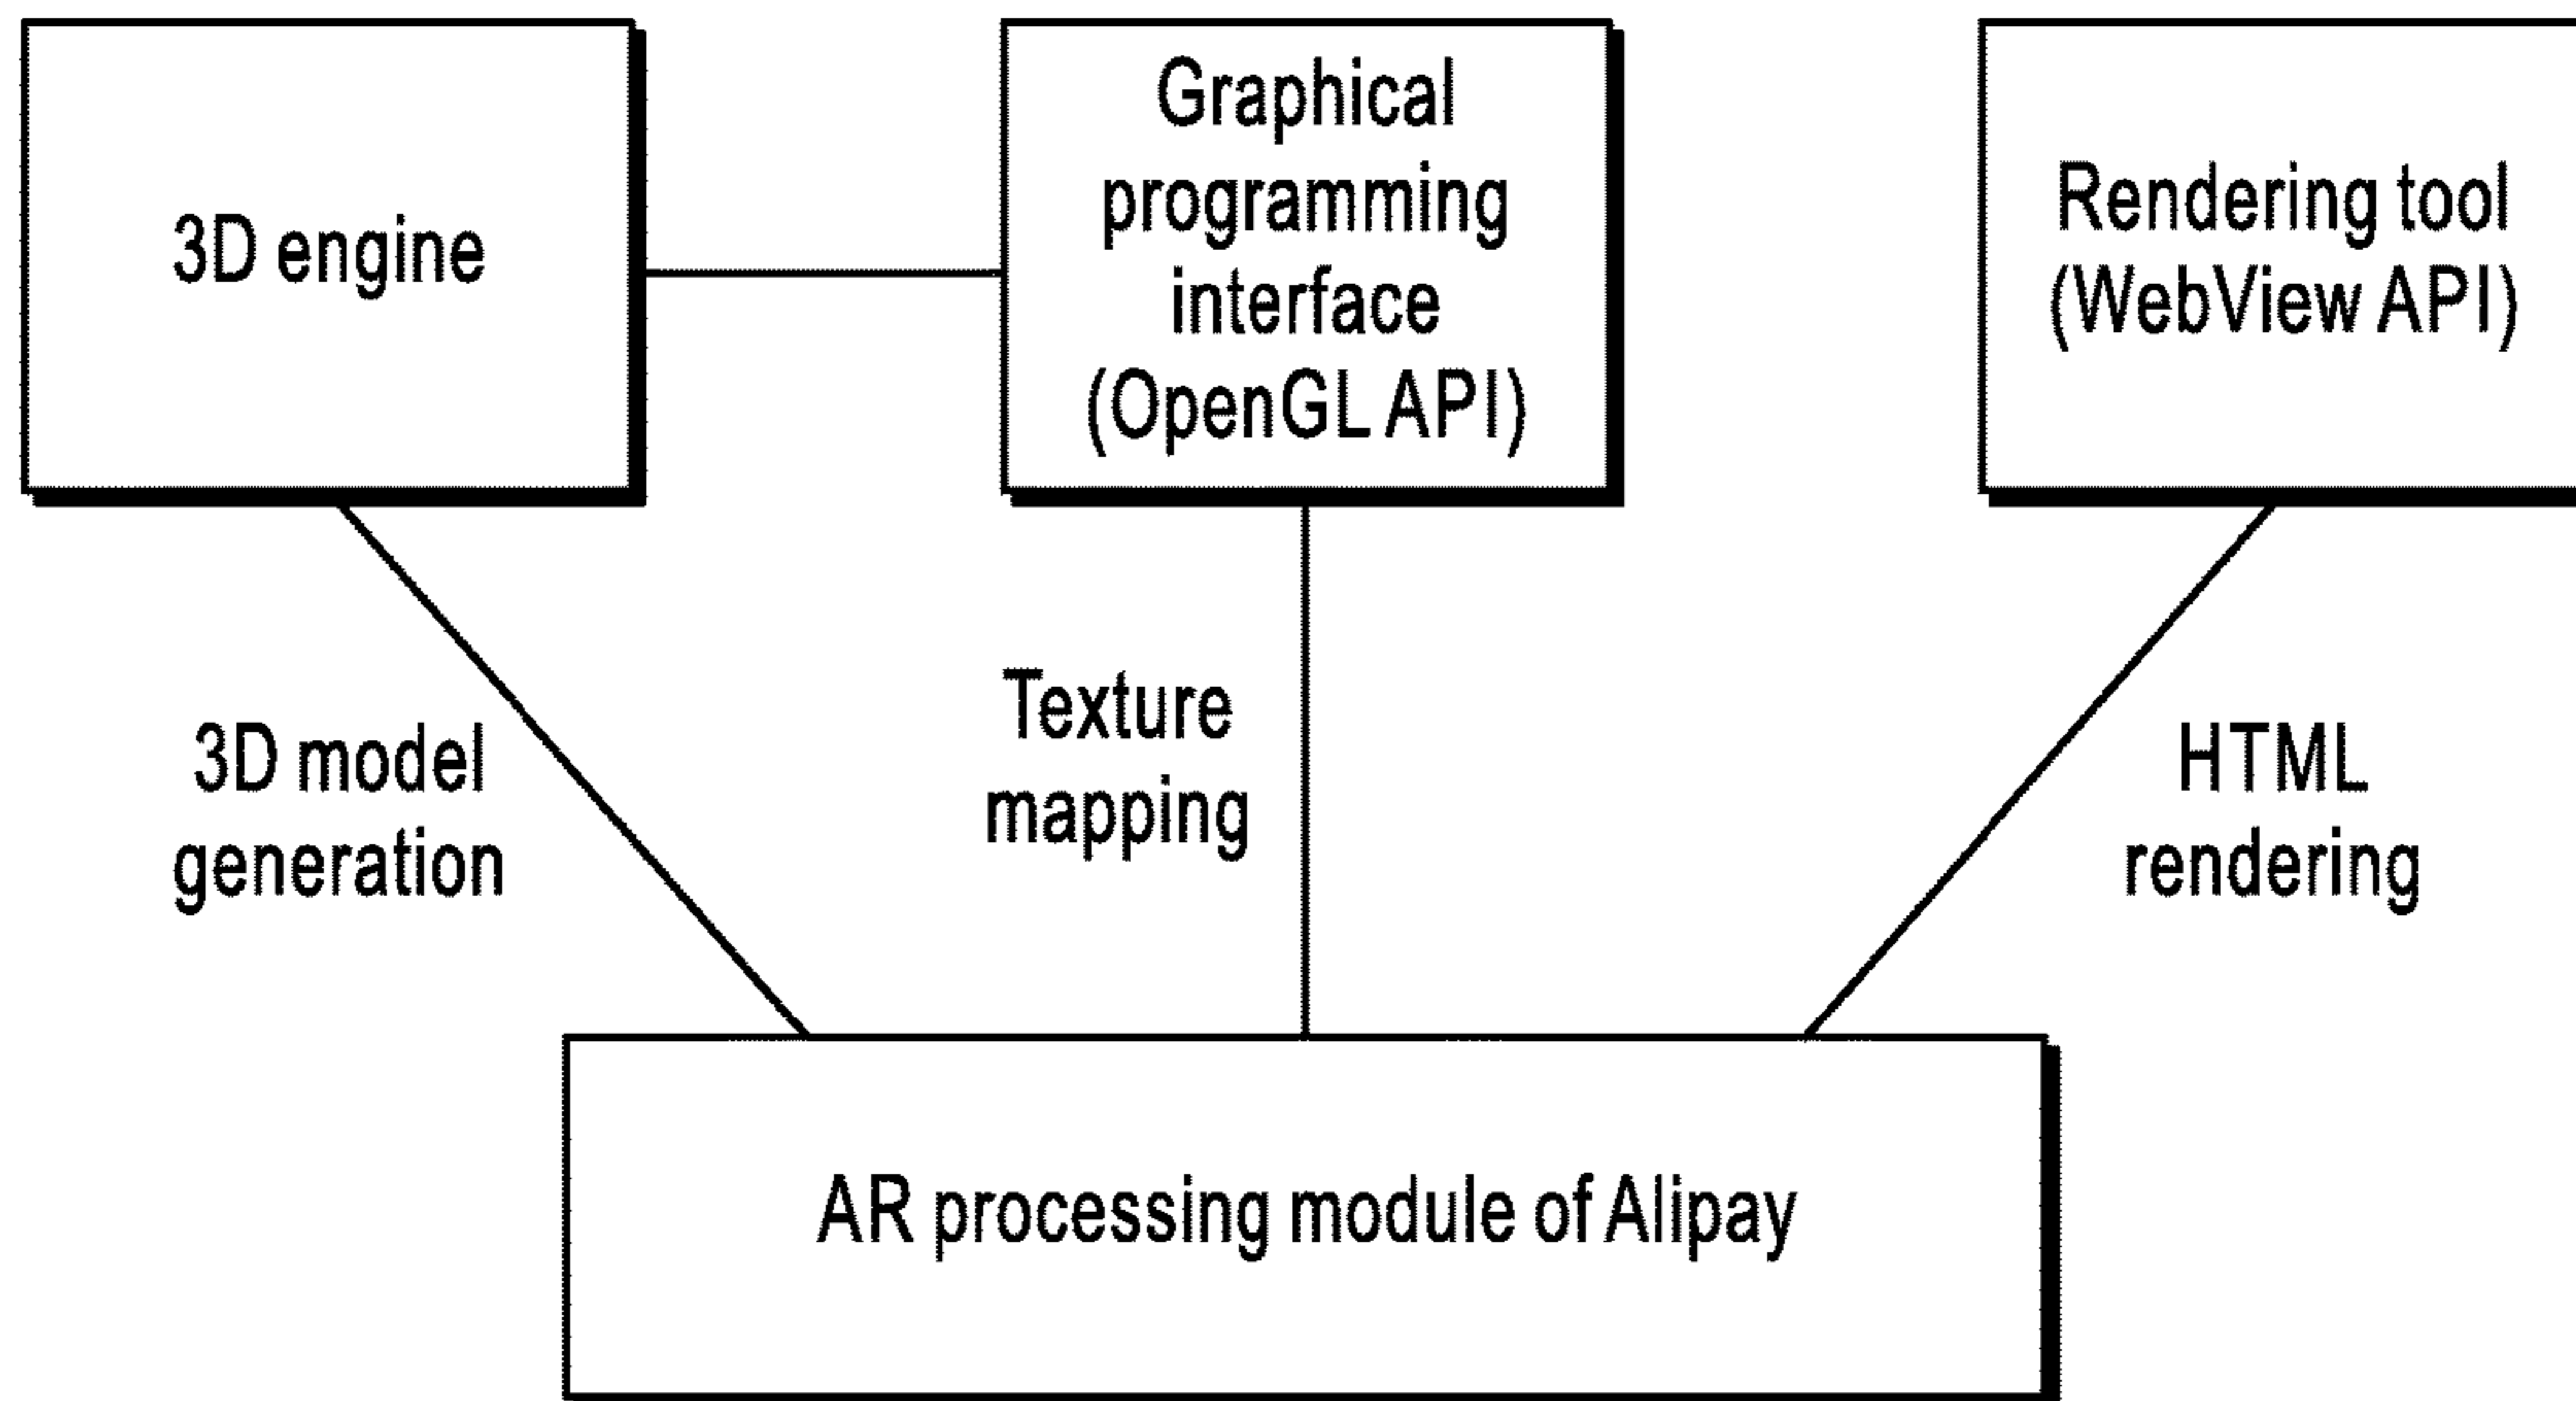 3D engine
Graphical
programming
interface
(OpenGL API)
Rendering tool
(WebView API)
3D model
generation
Texture
mapping
HTML
rendering
AR processing module of Alipay